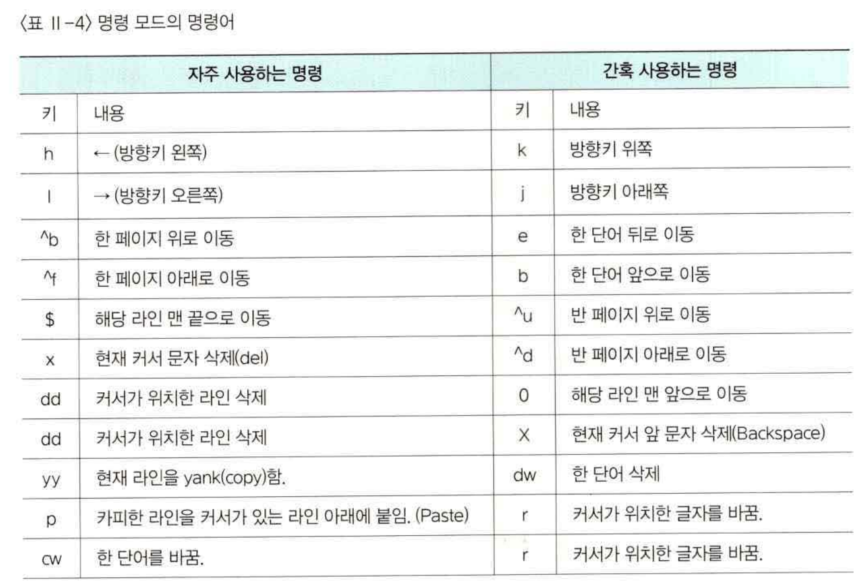 〈표 Ⅱ-4〉 명령 모드의 명령어
자주 사용하는 명령 간혹 사용하는 명령
키 내용 키 내용
h ← (방향키 왼쪽) k 방향키 위쪽
l → (방향키 오른쪽) j 방향키 아래쪽
^b 한 페이지 위로 이동 e 한 단어 뒤로 이동
^f 한 페이지 아래로 이동 b 한 단어 앞으로 이동
$ 해당 라인 맨 끝으로 이동 ^u 반 페이지 위로 이동
x 현재 커서 문자 삭제(del) ^d 반 페이지 아래로 이동
dd 커서가 위치한 라인 삭제 0 해당 라인 맨 앞으로 이동
dd 커서가 위치한 라인 삭제 X 현재 커서 앞 문자 삭제(Backspace)
yy 현재 라인을 yank(copy)함. dw 한 단어 삭제
p 카피한 라인을 커서가 있는 라인 아래에 붙임. (Paste) r 커서가 위치한 글자를 바꿈.
cw 한 단어를 바꿈. r 커서가 위치한 글자를 바꿈.